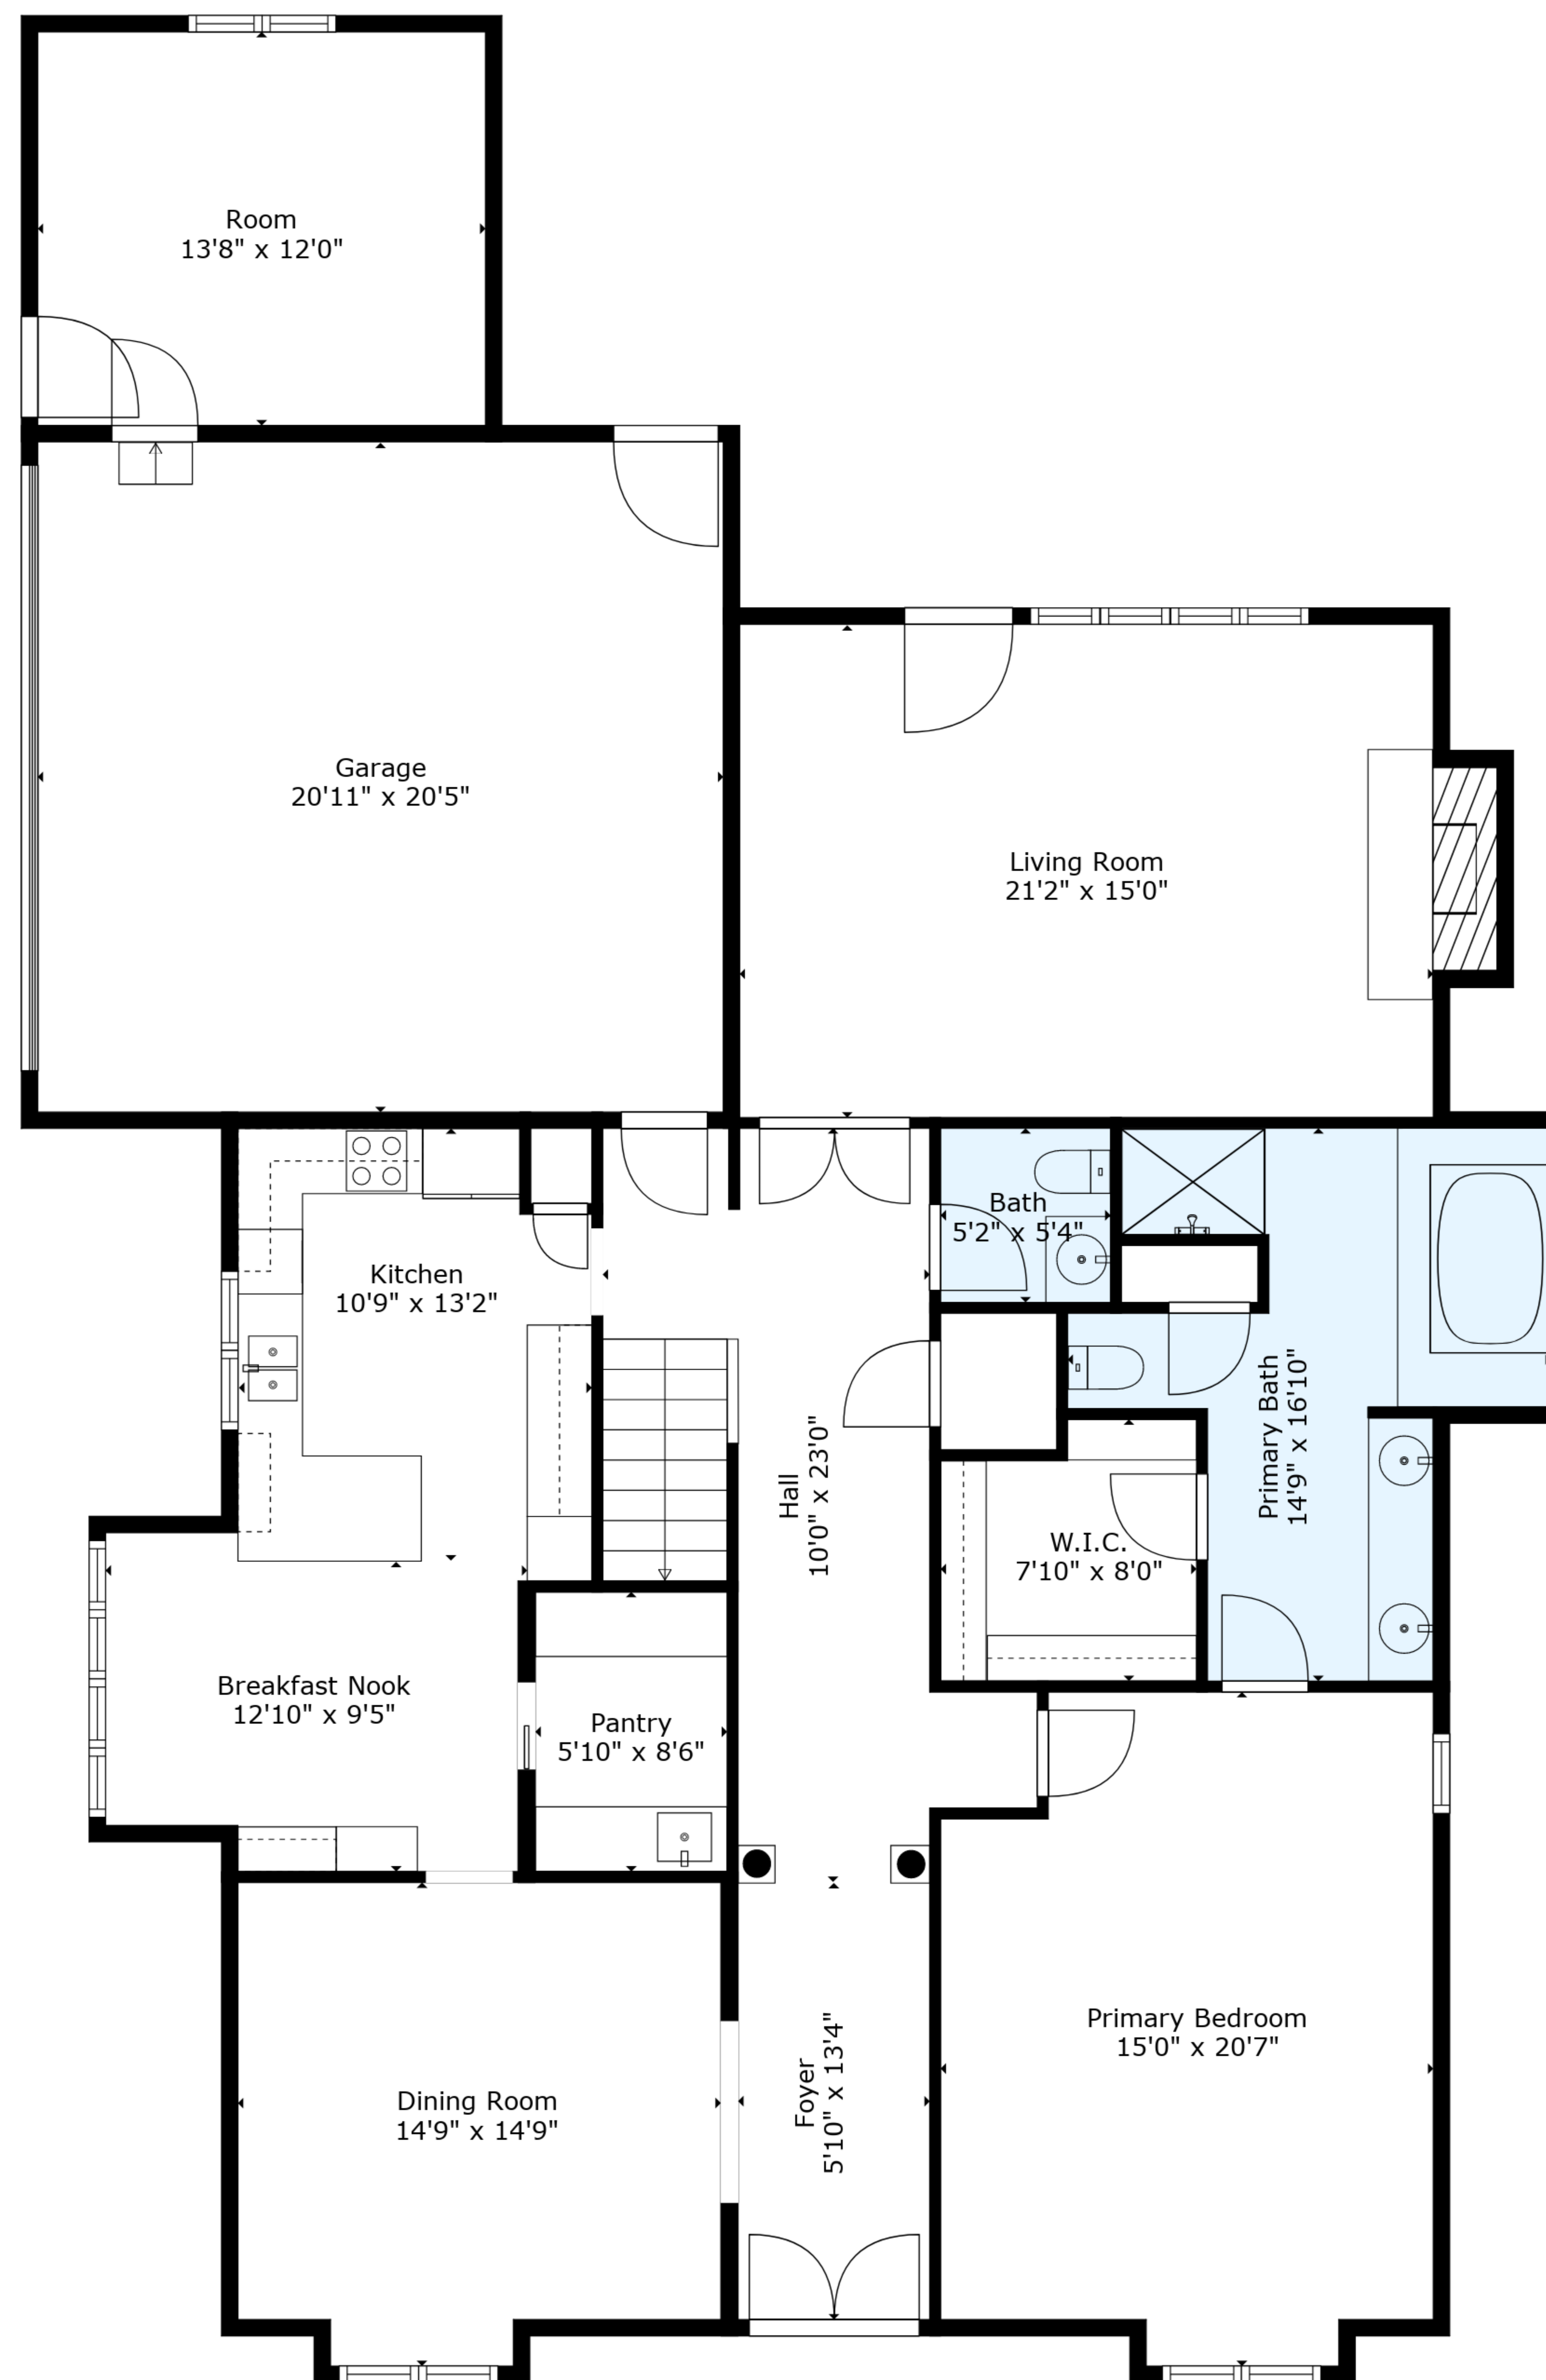 Room
13'8" x 12'0"
Garage
20'11" x 20'5"
Living Room
21'2" x 15'0"
Bath
5'2" x 5'4"
Kitchen
10'9" x 13'2"
Primary Bath
14'9" x 16'10"
Hall
10'0" x 23'0"
W.I.C.
7'10" x 8'0"
Breakfast Nook
12'10" x 9'5"
Pantry
5'10" x 8'6"
Primary Bedroom
15'0" x 20'7"
Foyer
5'10" x 13'4"
Dining Room
14'9" x 14'9"